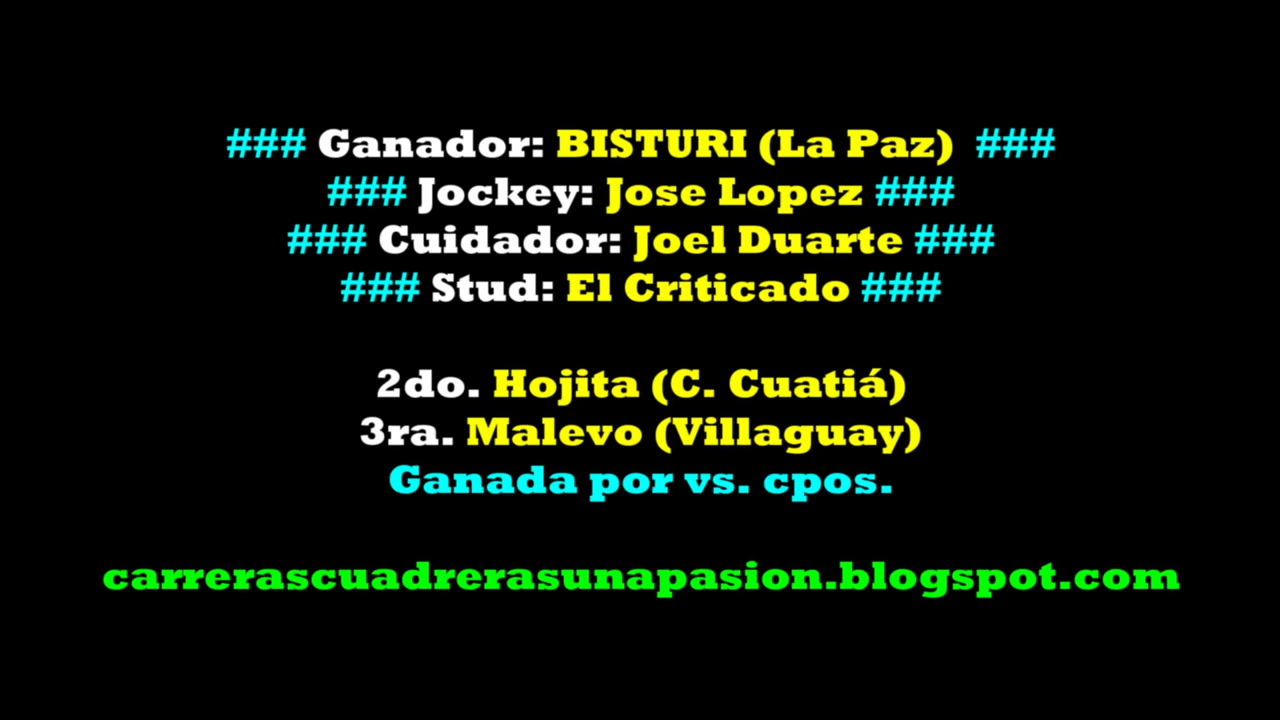 ### Ganador: BISTURI (La Paz) ###
### Jockey: Jose Lopez ###
### Cuidador: Joel Duarte ###
### Stud: El Criticado ###
2do. Hojita (C. Cuatiá)
3ra. Malevo (Villaguay)
Ganada por vs. cpos.
carrerascuadrerasunapasion.blogspot.com